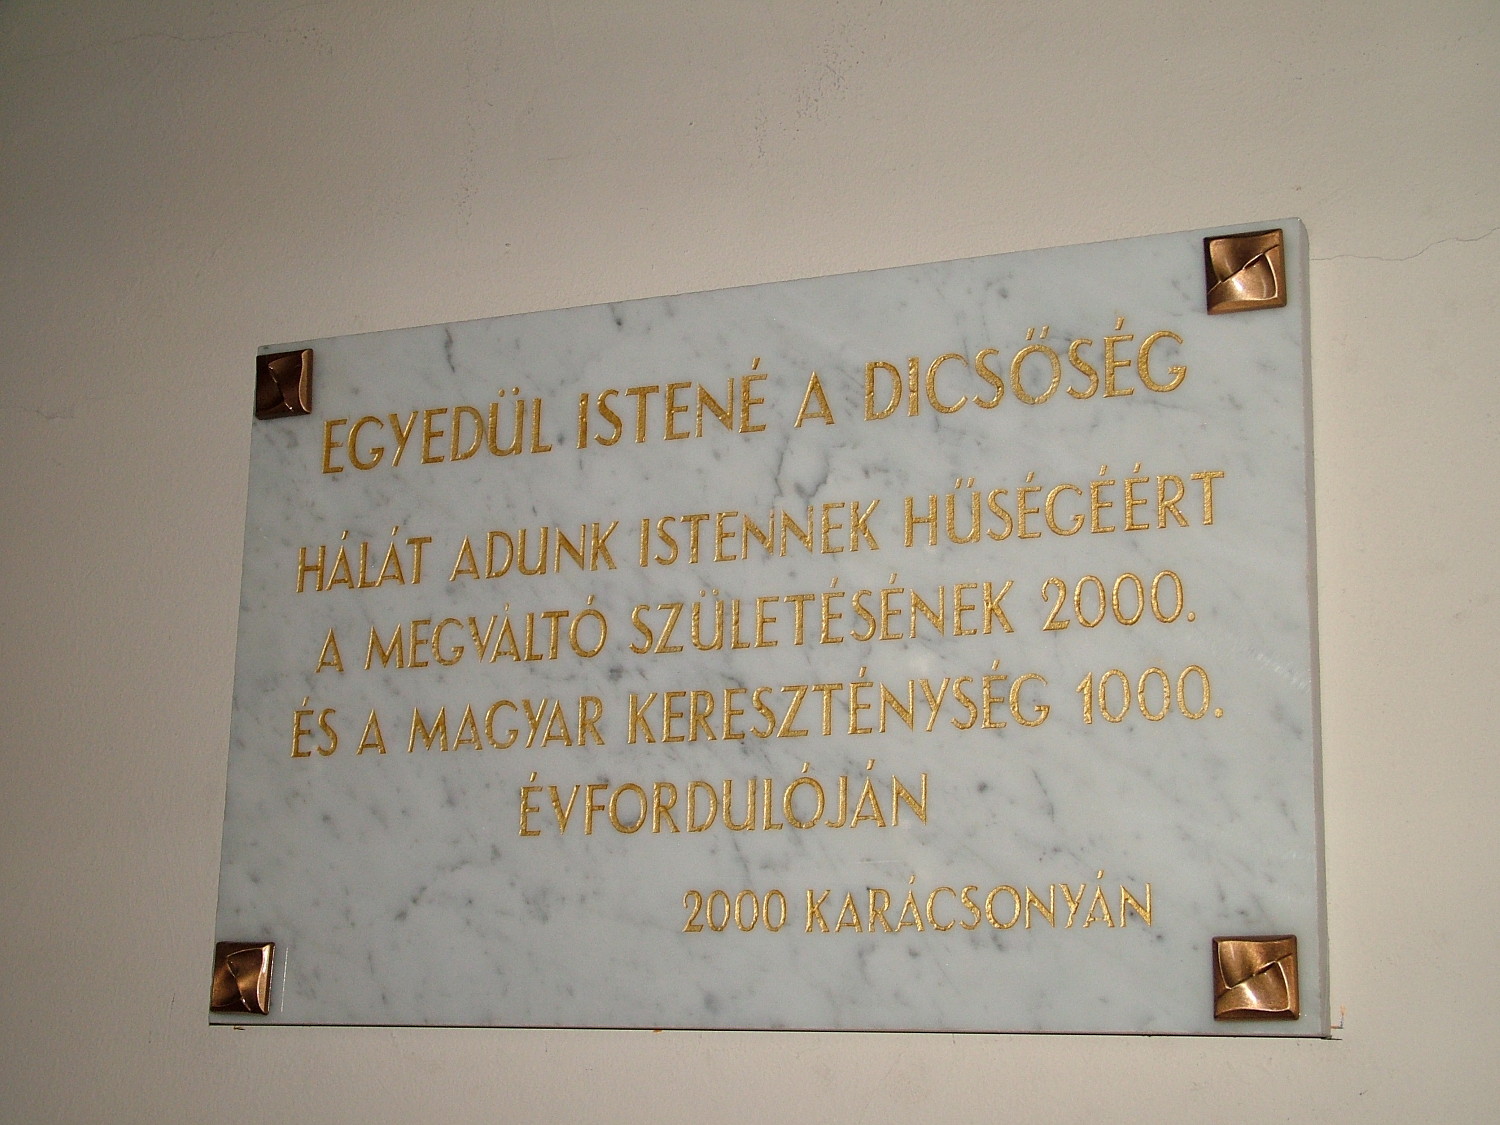 EGYEDÜL ISTENÉ A DICSŐSÉG
HÁLÁT ADUNK ISTENNEK HŰSÉGÉÉRT
A MEGVÁLTÓ SZÜLETÉSÉNEK 2000.
ÉS A MAGYAR KERESZTÉNYSÉG 1000.
ÉVFORDULÓJÁN
2000 KARÁCSONYÁN